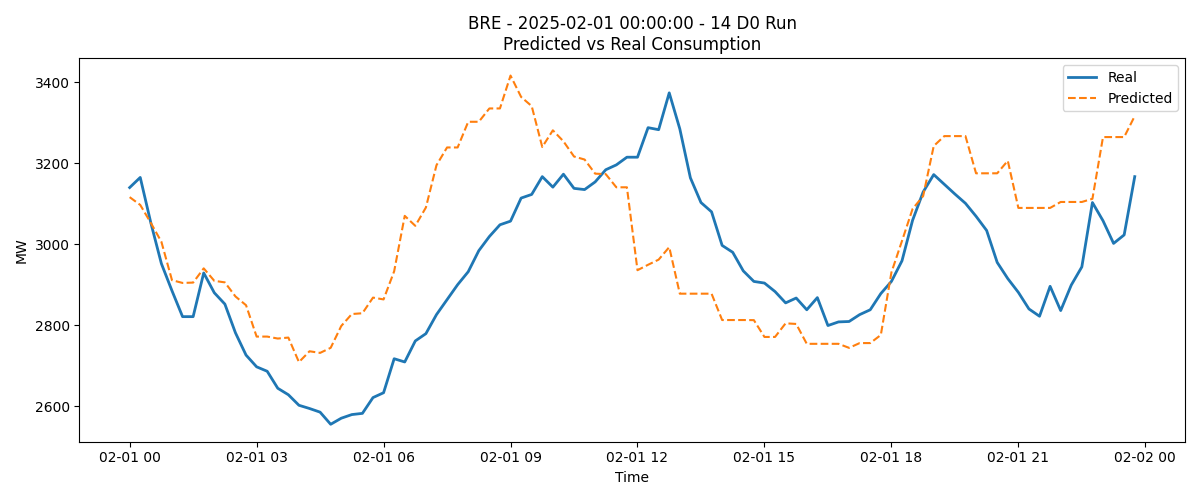 BRE - 2025-02-01 00:00:00 - 14 D0 Run
Predicted vs Real Consumption
Real
Predicted
MW
3400
3200
3000
2800
2600
02-01 00
02-01 03
02-01 06
02-01 09
02-01 12
02-01 15
02-01 18
02-01 21
02-02 00
Time